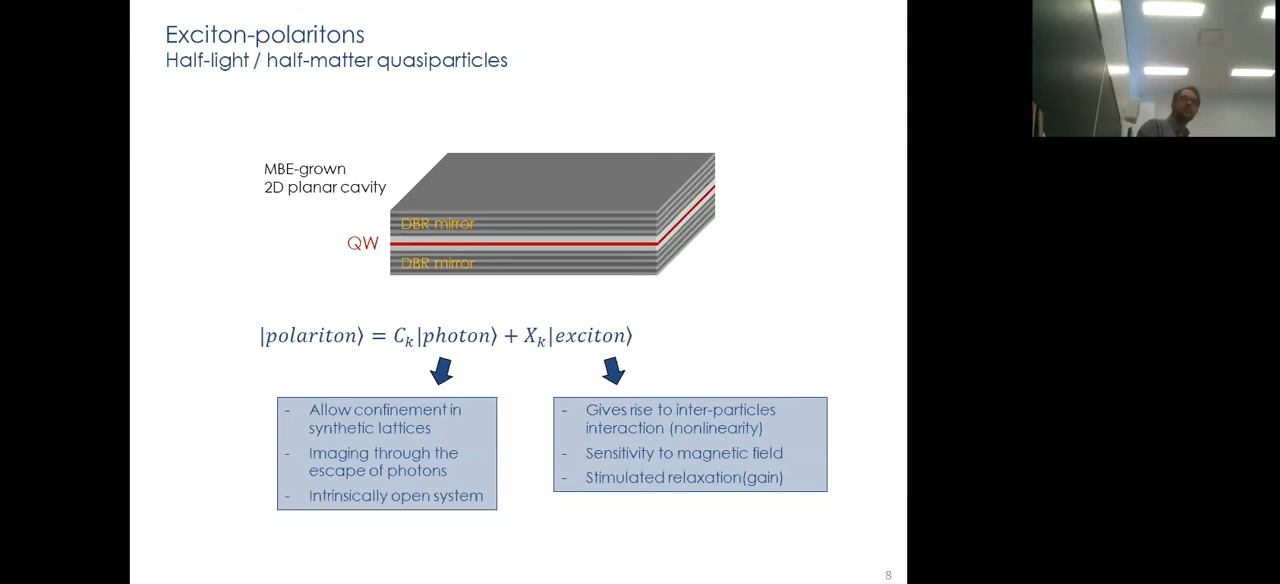 Exciton-polaritons
Half-light / half-matter quasiparticles
MBE-grown
2D planar cavity
DBR mirror
QW
DBR mirror
|polariton⟩ = C_k|photon⟩ + X_k|exciton⟩
- Allow confinement in
synthetic lattices
- Imaging through the
escape of photons
- Intrinsically open system
- Gives rise to inter-particles
interaction (nonlinearity)
- Sensitivity to magnetic field
- Stimulated relaxation(gain)
8